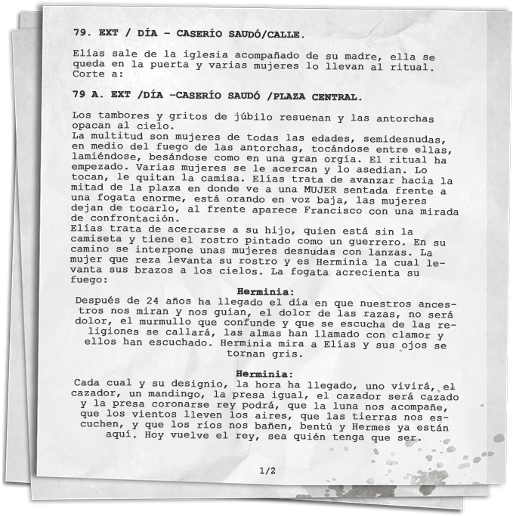 79. EXT / DÍA – CASERÍO SAUDÓ/CALLE.
Elías sale de la iglesia acompañado de su madre, ella se
queda en la puerta y varias mujeres lo llevan al ritual.
Corte a:
79 A. EXT /DÍA –CASERÍO SAUDÓ /PLAZA CENTRAL.
Los tambores y gritos de júbilo resuenan y las antorchas
opacan al cielo.
La multitud son mujeres de todas las edades, semidesnudas,
en medio del fuego de las antorchas, tocándose entre ellas,
lamiéndose, besándose como en una gran orgía. El ritual ha
empezado. Varias mujeres se le acercan y lo asedian. Lo
tocan, le quitan la camisa. Elías trata de avanzar hacia la
mitad de la plaza en donde ve a una MUJER sentada frente a
una fogata enorme, está orando en voz baja, las mujeres
dejan de tocarlo, al frente aparece Francisco con una mirada
de confrontación.
Elías trata de acercarse a su hijo, quien está sin la
camiseta y tiene el rostro pintado como un guerrero. En su
camino se interpone unas mujeres desnudas con lanzas. La
mujer que reza levanta su rostro y es Herminia la cual le-
vanta sus brazos a los cielos. La fogata acrecienta su
fuego:
Herminia:
Después de 24 años ha llegado el día en que nuestros ances-
tros nos miran y nos guían, el dolor de las razas, no será
dolor, el murmullo que confunde y que se escucha de las re-
ligiones se callará, las almas han llamado con clamor y
ellos han escuchado. Herminia mira a Elías y sus ojos se
tornan gris.
Herminia:
Cada cual y su designio, la hora ha llegado, uno vivirá, el
cazador, un mandingo, la presa igual, el cazador será cazado
y la presa coronarse rey podrá, que la luna nos acompañe,
que los vientos lleven los aires, que las tierras nos es-
cuchen, y que los ríos nos bañen, bentú y Hermes ya están
aquí. Hoy vuelve el rey, sea quién tenga que ser.
1/2